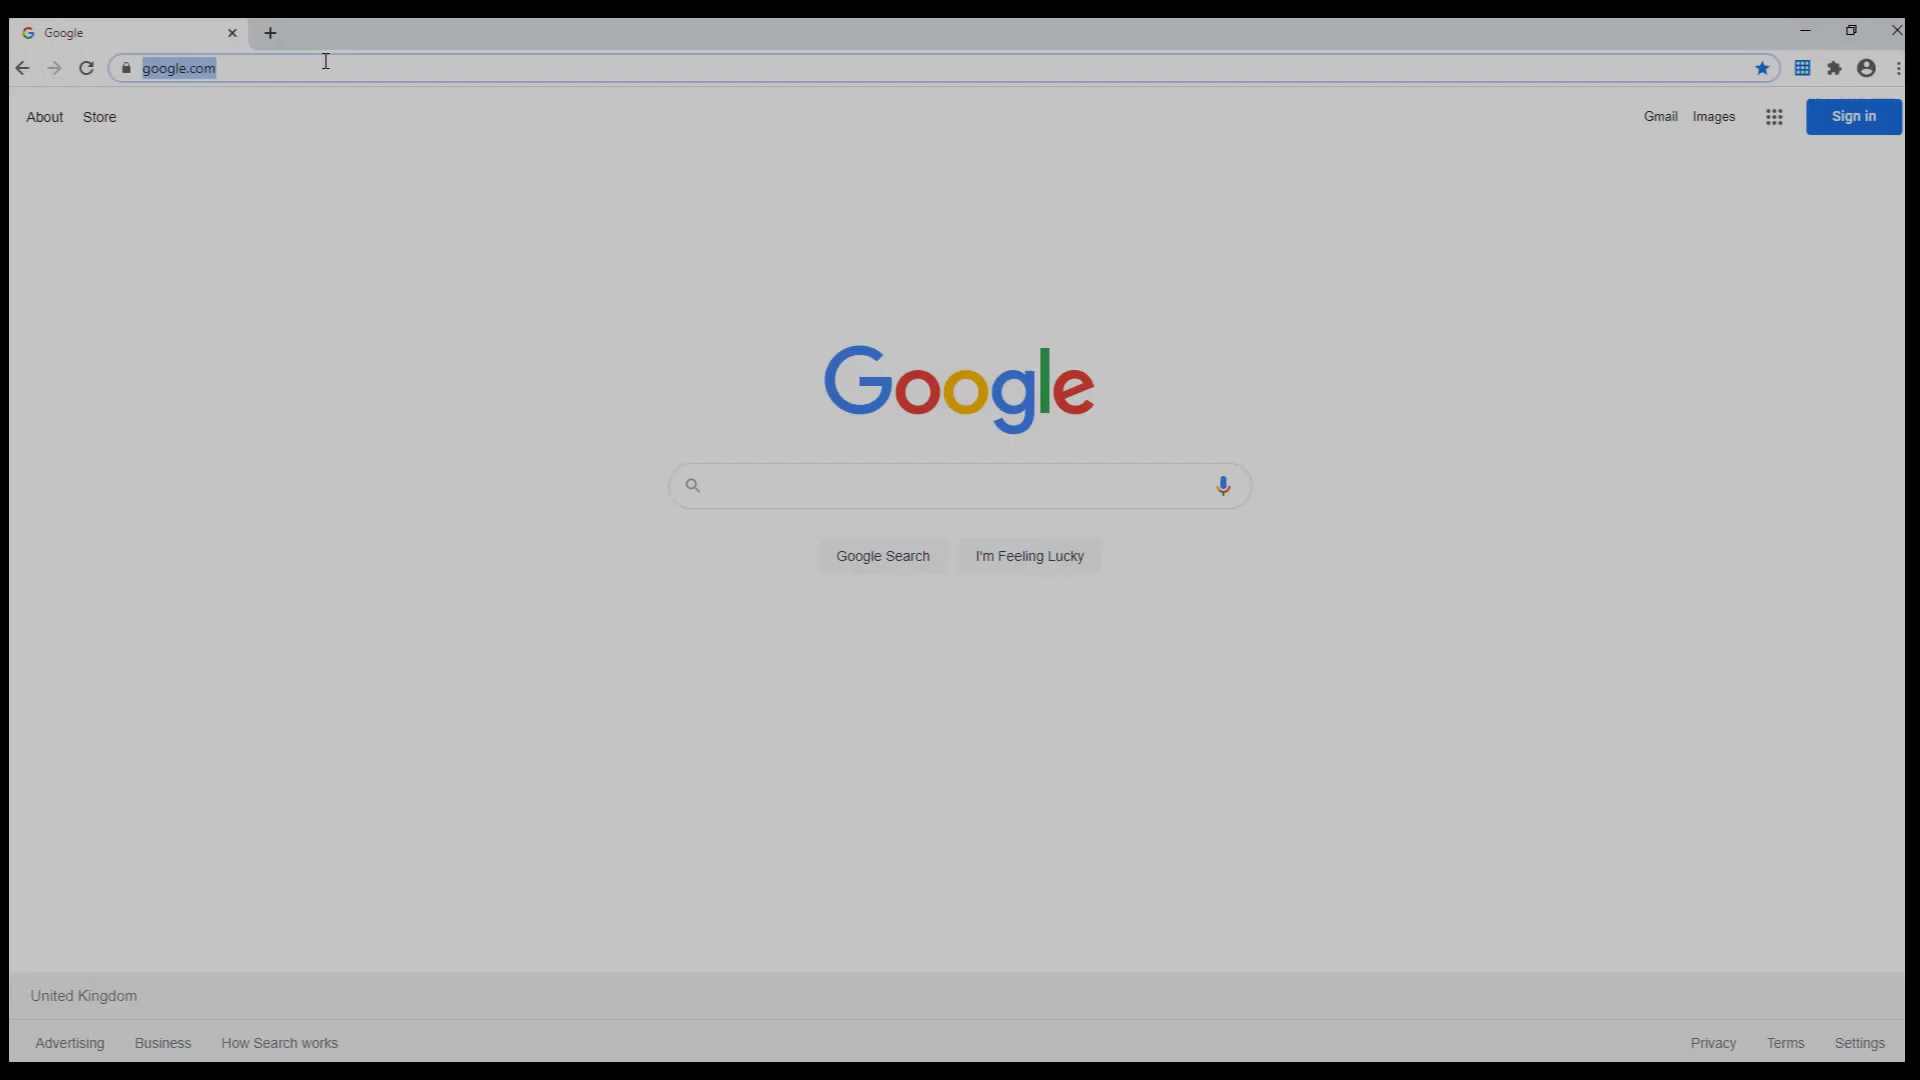 Google
google.com
About Store
Gmail Images Sign in
Google
Google Search I'm Feeling Lucky
United Kingdom
Advertising Business How Search works
Privacy Terms Settings